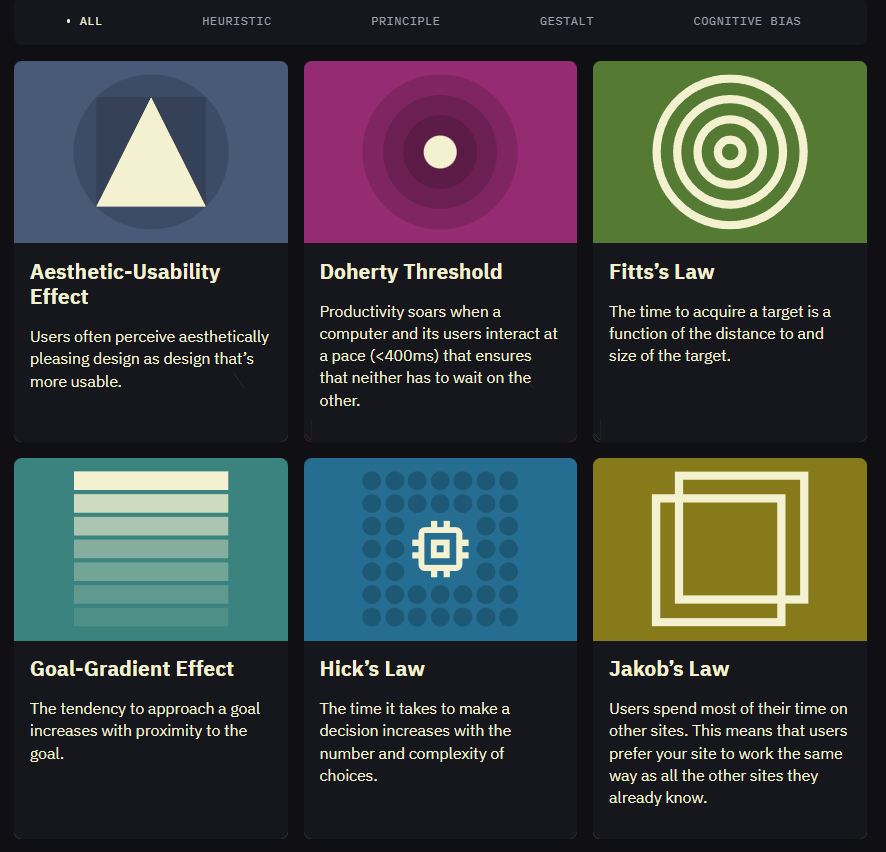 • ALL
HEURISTIC
PRINCIPLE
GESTALT
COGNITIVE BIAS
Aesthetic-Usability
Effect
Users often perceive aesthetically
pleasing design as design that’s
more usable.
Doherty Threshold
Productivity soars when a
computer and its users interact at
a pace (<400ms) that ensures
that neither has to wait on the
other.
Fitts’s Law
The time to acquire a target is a
function of the distance to and
size of the target.
Goal-Gradient Effect
The tendency to approach a goal
increases with proximity to the
goal.
Hick’s Law
The time it takes to make a
decision increases with the
number and complexity of
choices.
Jakob’s Law
Users spend most of their time on
other sites. This means that users
prefer your site to work the same
way as all the other sites they
already know.